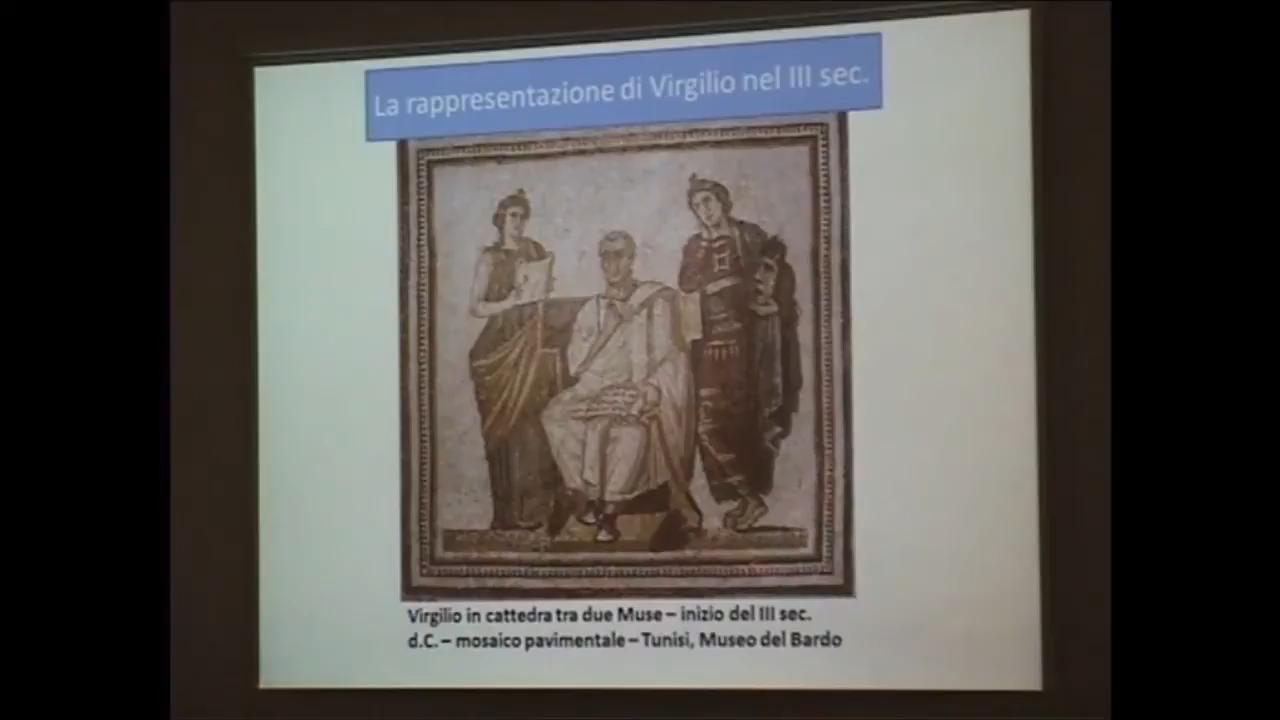 La rappresentazione di Virgilio nel III sec.
Virgilio in cattedra tra due Muse – inizio del III sec.
d.C. – mosaico pavimentale – Tunisi, Museo del Bardo